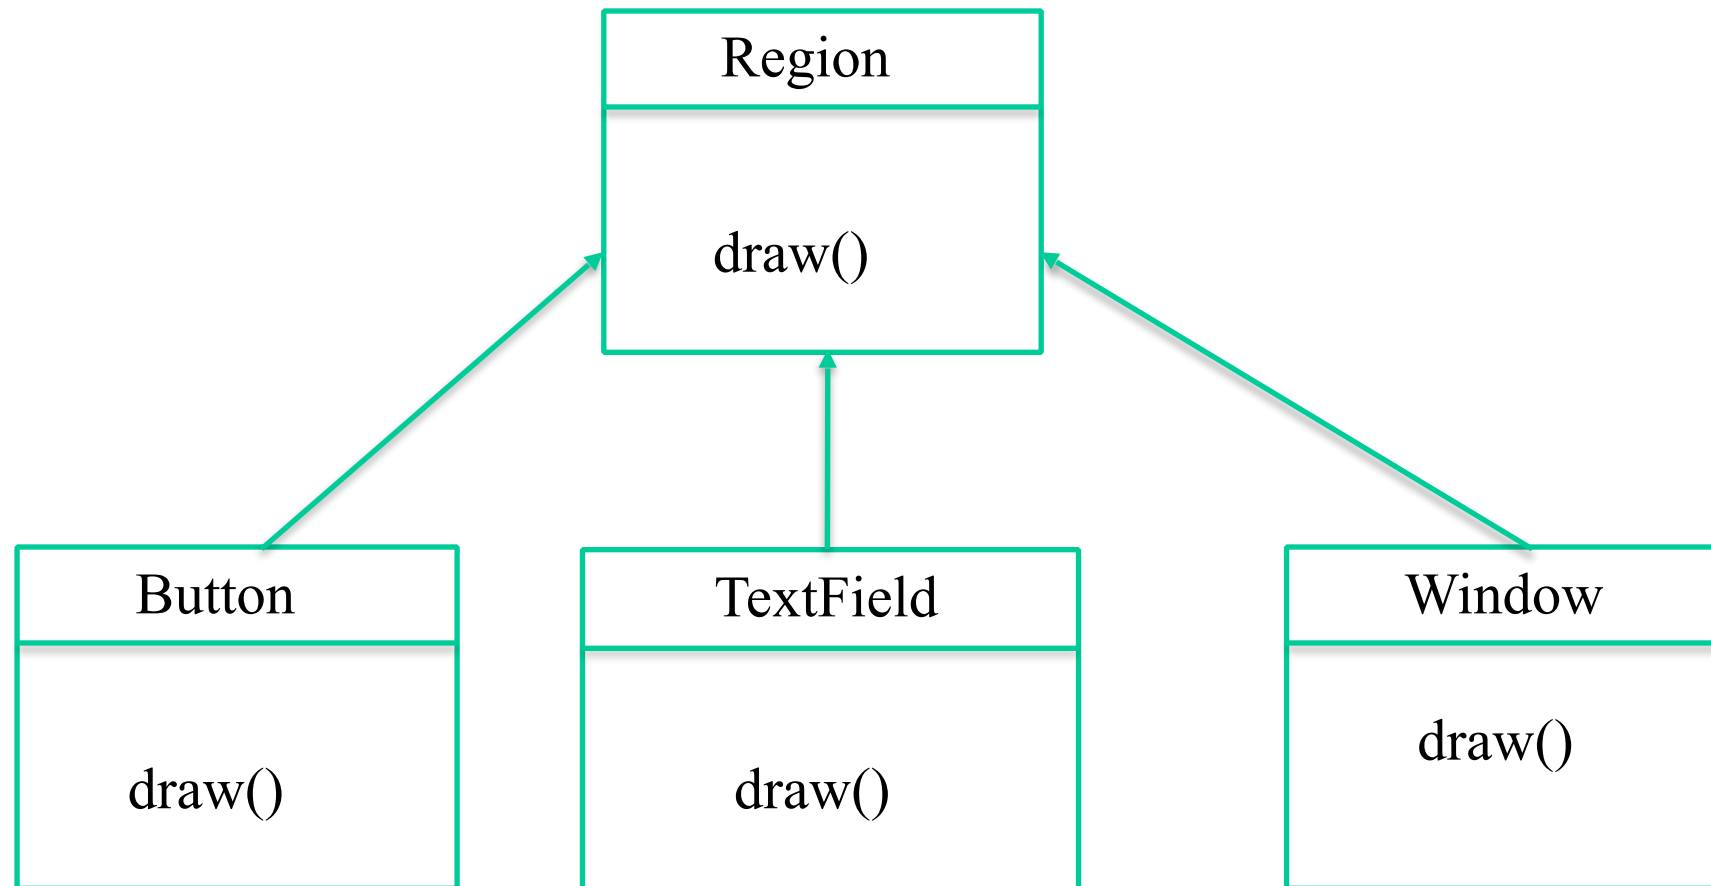 Region
draw()
Button
draw()
TextField
draw()
Window
draw()